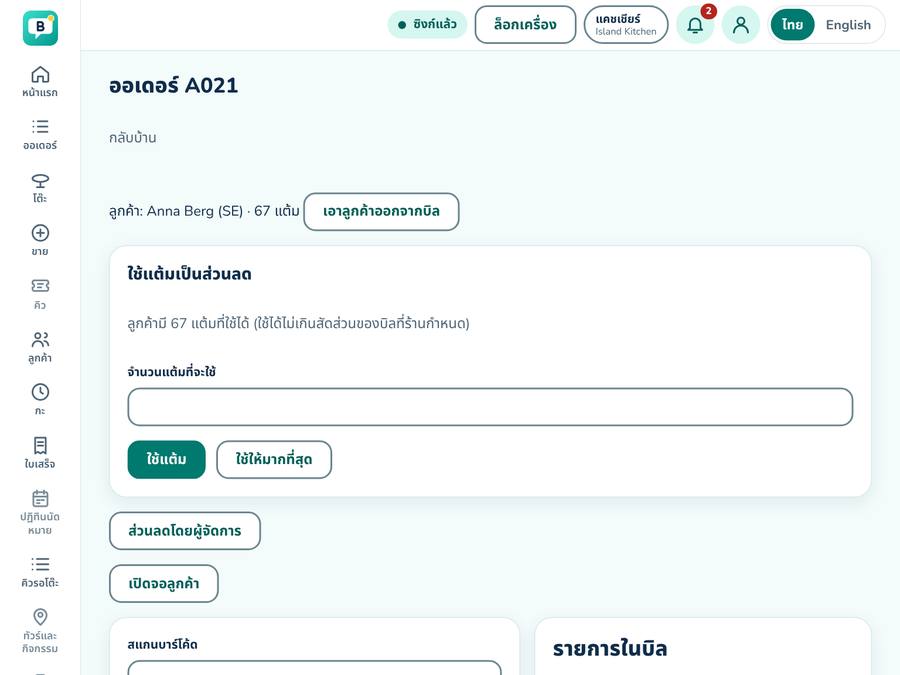 B
ซิงก์แล้ว
ล็อกเครื่อง
แคชเชียร์
Island Kitchen
2
ไทย
English
หน้าแรก
ออเดอร์
โต๊ะ
ขาย
คิว
ลูกค้า
กะ
ใบเสร็จ
ปฏิทินนัด
หมาย
คิวรอโต๊ะ
ทัวร์และ
กิจกรรม
ออเดอร์ A021
กลับบ้าน
ลูกค้า: Anna Berg (SE) · 67 แต้ม
เอาลูกค้าออกจากบิล
ใช้แต้มเป็นส่วนลด
ลูกค้ามี 67 แต้มที่ใช้ได้ (ใช้ได้ไม่เกินสัดส่วนของบิลที่ร้านกำหนด)
จำนวนแต้มที่จะใช้
ใช้แต้ม
ใช้ให้มากที่สุด
ส่วนลดโดยผู้จัดการ
เปิดจอลูกค้า
สแกนบาร์โค้ด
รายการในบิล